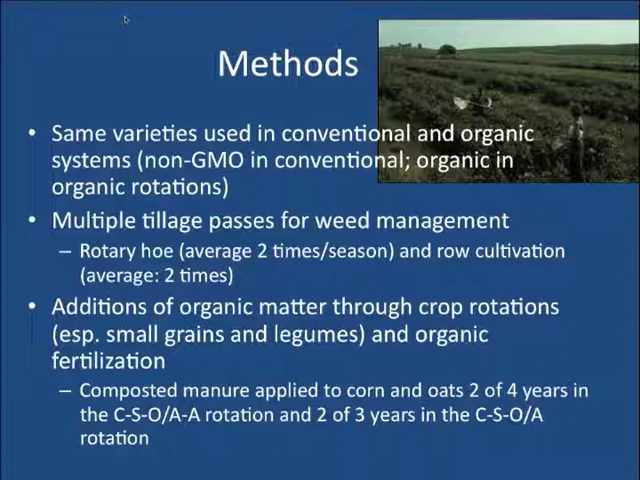 Methods
• Same varieties used in conventional and organic
systems (non-GMO in conventional; organic in
organic rotations)
• Multiple tillage passes for weed management
– Rotary hoe (average 2 times/season) and row cultivation
(average: 2 times)
• Additions of organic matter through crop rotations
(esp. small grains and legumes) and organic
fertilization
– Composted manure applied to corn and oats 2 of 4 years in
the C-S-O/A-A rotation and 2 of 3 years in the C-S-O/A
rotation